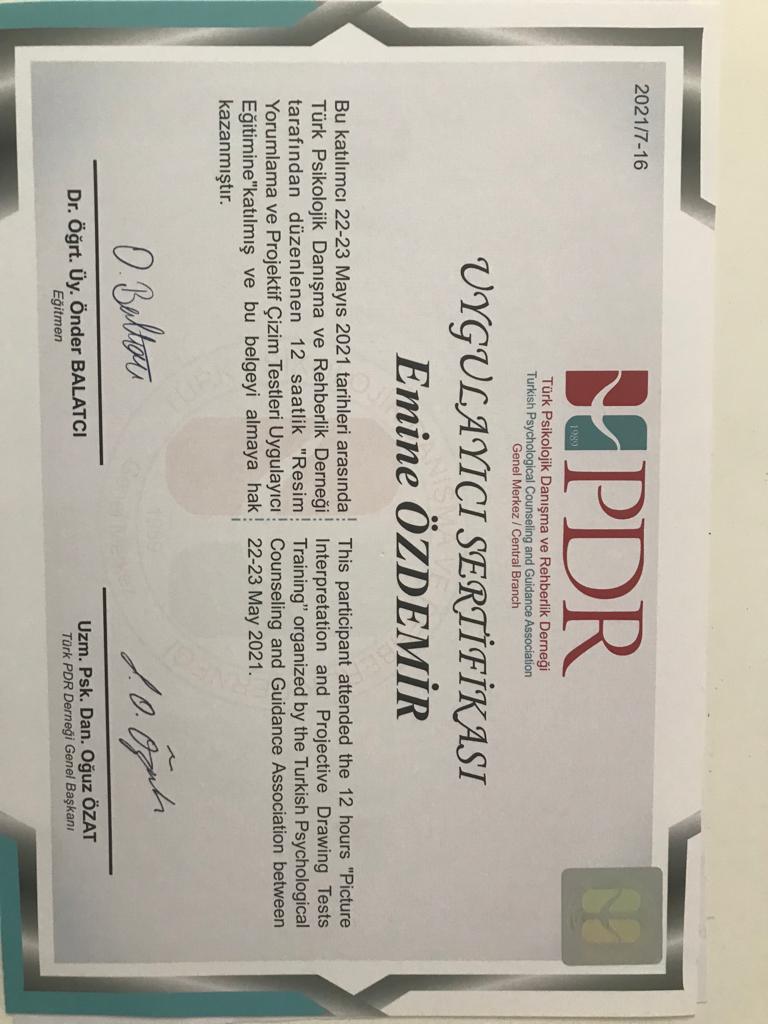 2021/7-16
PDR
1989
Türk Psikolojik Danışma ve Rehberlik Derneği
Turkish Psychological Counseling and Guidance Association
Genel Merkez / Central Branch
UYGULAYICI SERTİFİKASI
Emine ÖZDEMİR
Bu katılımcı 22-23 Mayıs 2021 tarihleri arasında
Türk Psikolojik Danışma ve Rehberlik Derneği
tarafından düzenlenen 12 saatlik "Resim
Yorumlama ve Projektif Çizim Testleri Uygulayıcı
Eğitimine"katılmış ve bu belgeyi almaya hak
kazanmıştır.
This participant attended the 12 hours "Picture
Interpretation and Projective Drawing Tests
Training" organized by the Turkish Psychological
Counseling and Guidance Association between
22-23 May 2021.
O. Balatcı
Dr. Öğrt. Üy. Önder BALATCI
Eğitmen
Uzm. Psk. Dan. Oğuz ÖZAT
Türk PDR Derneği Genel Başkanı